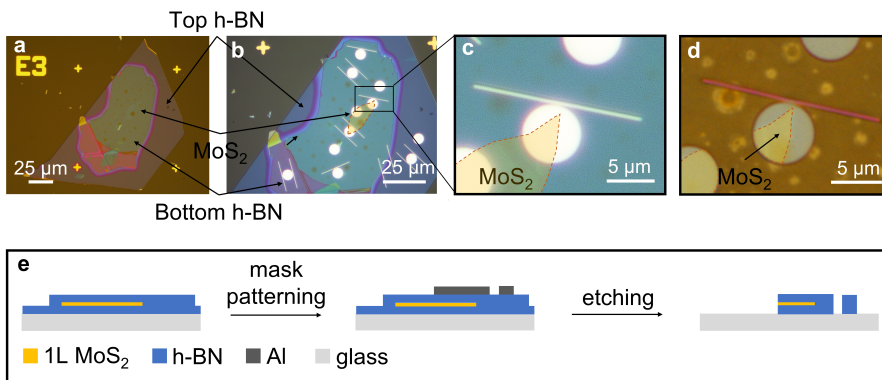 Top h-BN
a
E3
25 µm
b
25 µm
MoS2
Bottom h-BN
c
MoS2
5 µm
d
MoS2
5 µm
e
mask
patterning
etching
1L MoS2
h-BN
Al
glass